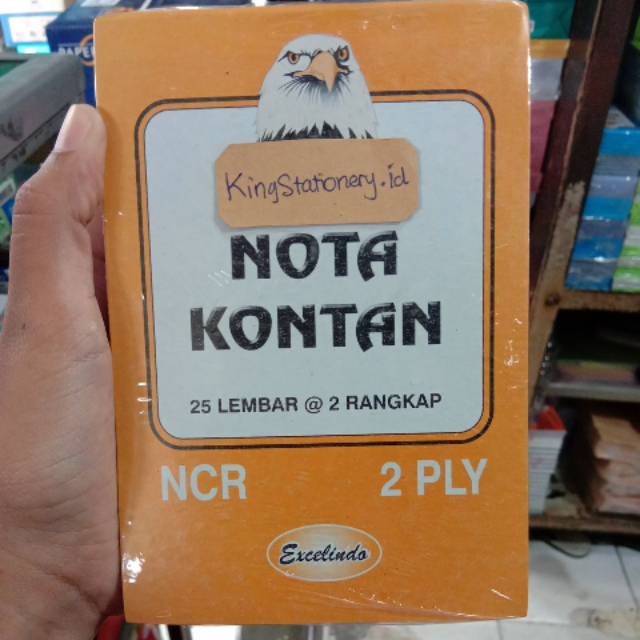 KingStationery.id
NOTA
KONTAN
25 LEMBAR @ 2 RANGKAP
NCR 2 PLY
Excelindo